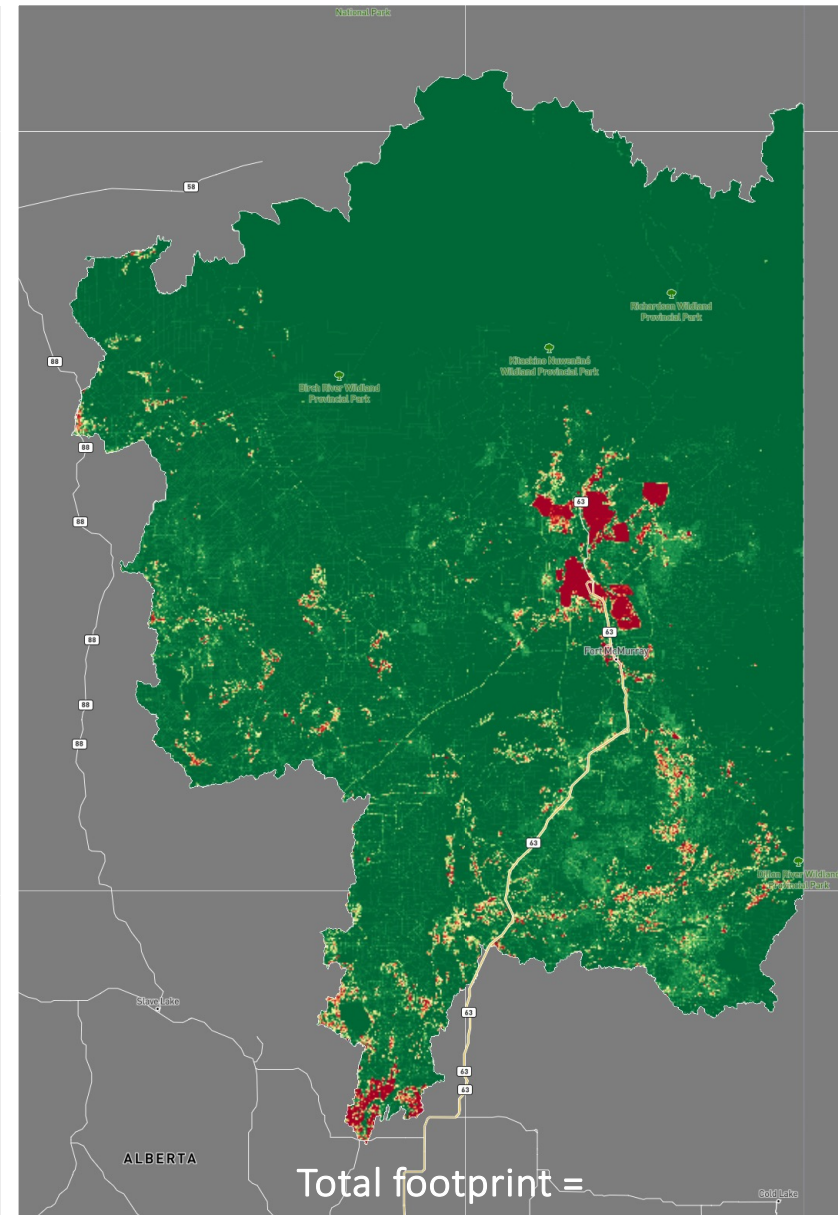 National Park
58
Richardson Wildland
Provincial Park
88
Kitaskino Nuwenëné
Wildland Provincial Park
Birch River Wildland
Provincial Park
88
63
88
63
88
Fort McMurray
88
88
63
Dillon River Wildland
Provincial Park
Slave Lake
63
63
63
ALBERTA
Total footprint =
Cold Lake